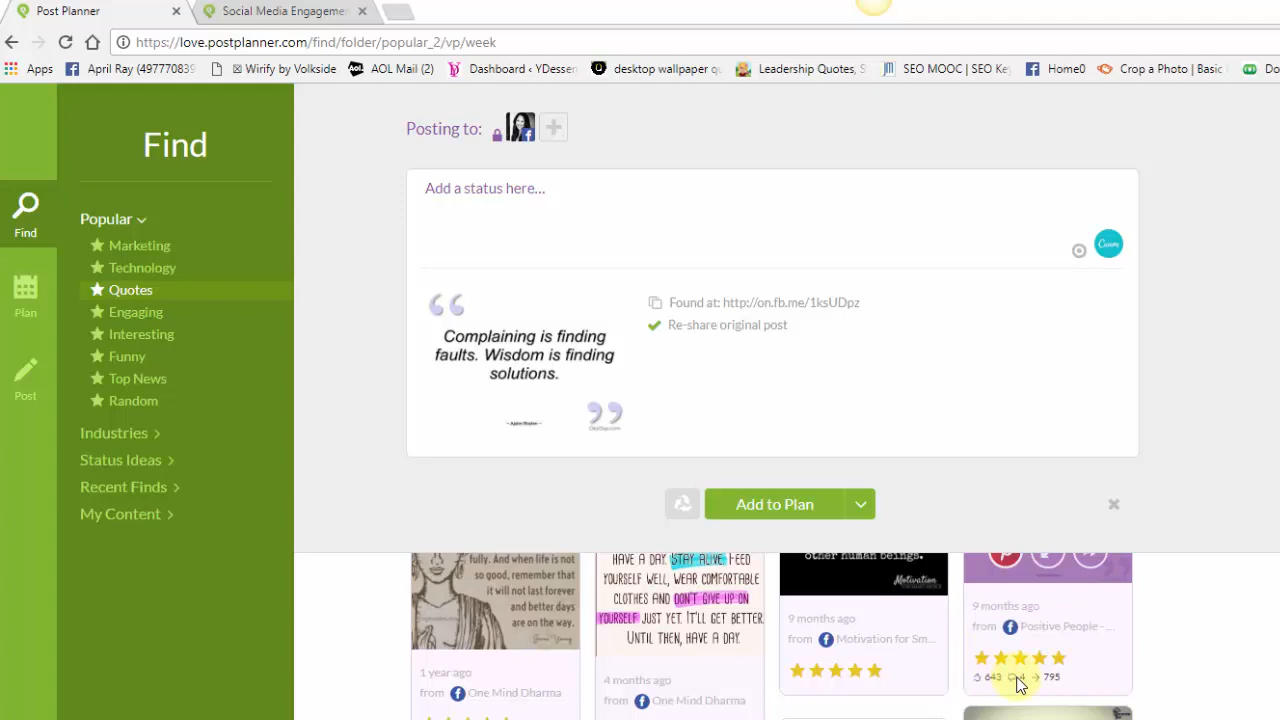 Post Planner
Social Media Engageme
https://love.postplanner.com/find/folder/popular_2/vp/week
Apps
April Ray (497770839
Wirify by Volkside
AOL Mail (2)
Dashboard ‹ YDesser
desktop wallpaper qu
Leadership Quotes, S
SEO MOOC | SEO Key
Home0
Crop a Photo | Basic
Do
Find
Plan
Post
Find
Popular
Marketing
Technology
Quotes
Engaging
Interesting
Funny
Top News
Random
Industries
Status Ideas
Recent Finds
My Content
Posting to:
Add a status here...
Canva
Complaining is finding
faults. Wisdom is finding
solutions.
Found at: http://on.fb.me/1ksUDpz
Re-share original post
Add to Plan
fully. And when life is not
so good, remember that
it will not last forever
and better days
are on the way.
1 year ago
from One Mind Dharma
HAVE A DAY. STAY ALIVE. FEED
YOURSELF WELL, WEAR COMFORTABLE
CLOTHES AND DON'T GIVE UP ON
YOURSELF JUST YET. IT'LL GET BETTER.
UNTIL THEN, HAVE A DAY.
4 months ago
from One Mind Dharma
other human beings.
Motivation
9 months ago
from Motivation for Sm...
9 months ago
from Positive People -...
643 4 795